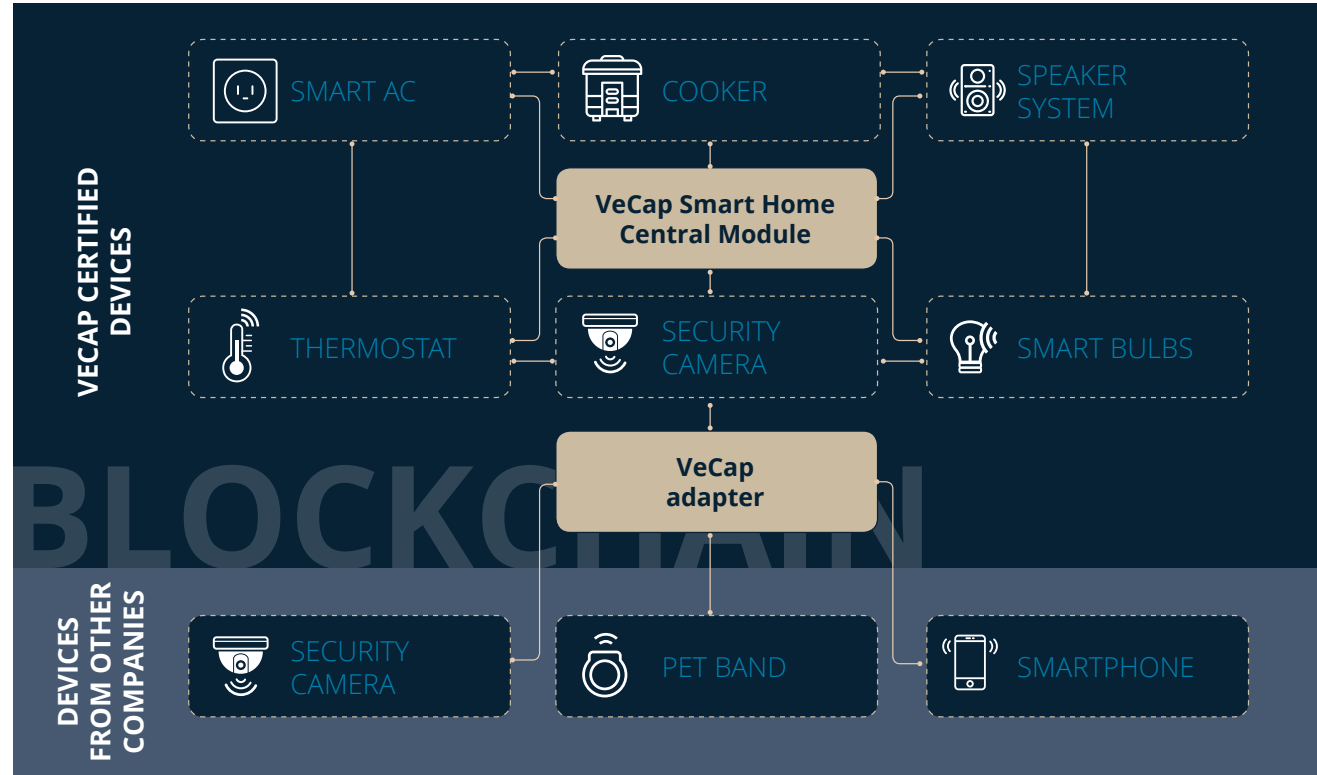 SMART AC
COOKER
SPEAKER
SYSTEM
VECAP CERTIFIED
DEVICES
VeCap Smart Home
Central Module
THERMOSTAT
SECURITY
CAMERA
SMART BULBS
BLOCKCHAIN
VeCap
adapter
DEVICES
FROM OTHER
COMPANIES
SECURITY
CAMERA
PET BAND
SMARTPHONE